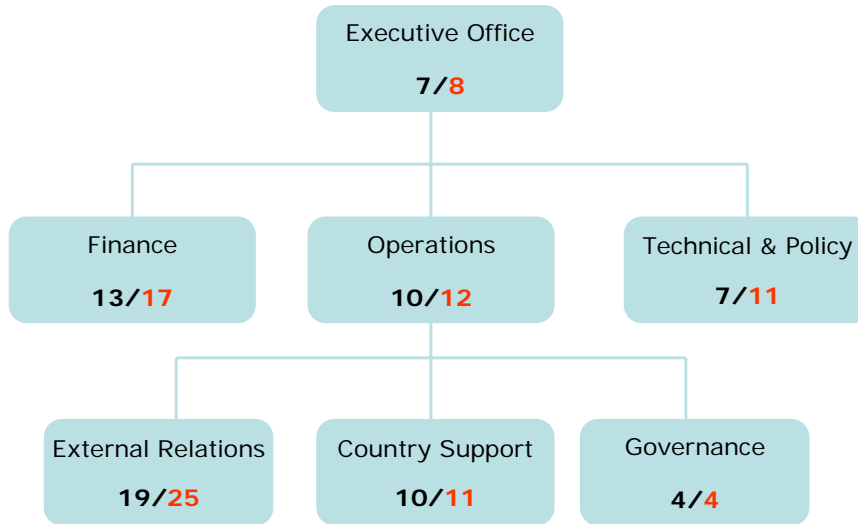 Executive Office
7/8
Finance
13/17
Operations
10/12
Technical & Policy
7/11
External Relations
19/25
Country Support
10/11
Governance
4/4